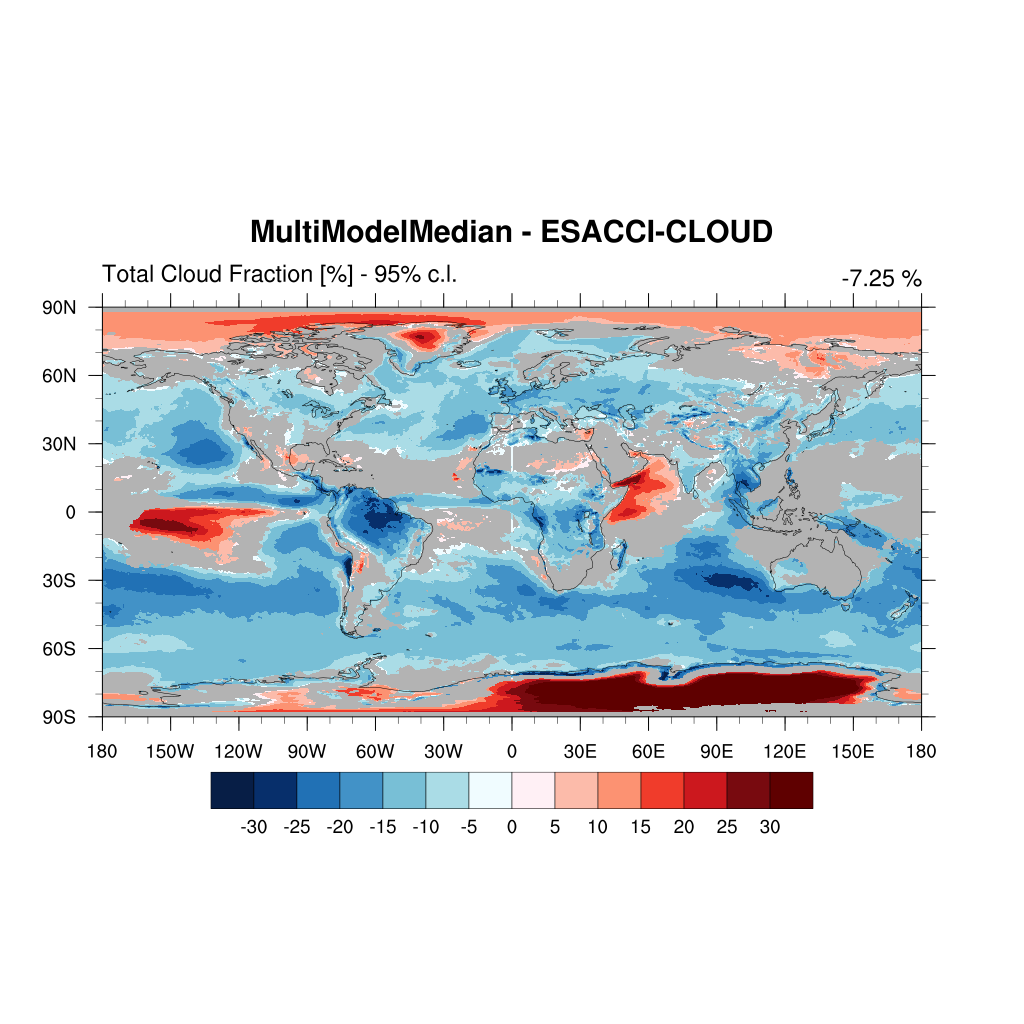 MultiModelMedian - ESACCI-CLOUD
Total Cloud Fraction [%] - 95% c.l.
-7.25 %
90N
60N
30N
0
30S
60S
90S
180 150W 120W 90W 60W 30W 0 30E 60E 90E 120E 150E 180
-30 -25 -20 -15 -10 -5 0 5 10 15 20 25 30